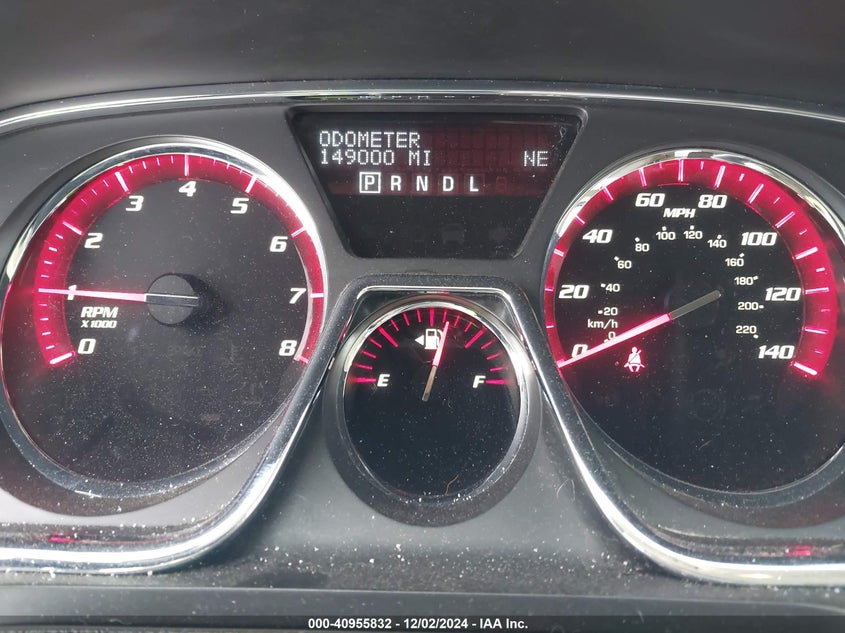 ODOMETER
149000 MI NE
P R N D L
0 1 2 3 4 5 6 7 8
RPM
X 1000
E F
0 20 40 60 80 100 120 140
MPH
0 20 40 60 80 100 120 140 160 180 200 220
km/h
000-40955832 - 12/02/2024 - IAA Inc.